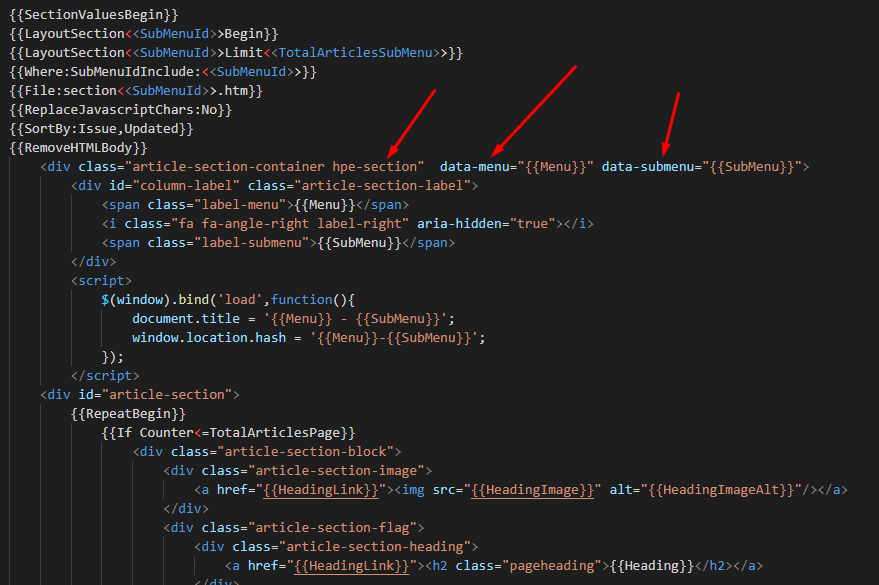 {{SectionValuesBegin}}
{{LayoutSection<<SubMenuId>>Begin}}
{{LayoutSection<<SubMenuId>>Limit<<TotalArticlesSubMenu>>}}
{{Where:SubMenuIdInclude:<<SubMenuId>>}}
{{File:section<<SubMenuId>>.htm}}
{{ReplaceJavascriptChars:No}}
{{SortBy:Issue,Updated}}
{{RemoveHTMLBody}}
<div class="article-section-container hpe-section"  data-menu="{{Menu}}" data-submenu="{{SubMenu}}">
<div id="column-label" class="article-section-label">
<span class="label-menu">{{Menu}}</span>
<i class="fa fa-angle-right label-right" aria-hidden="true"></i>
<span class="label-submenu">{{SubMenu}}</span>
</div>
<script>
$(window).bind('load',function(){
document.title = '{{Menu}} - {{SubMenu}}';
window.location.hash = '{{Menu}}-{{SubMenu}}';
});
</script>
<div id="article-section">
{{RepeatBegin}}
{{If Counter<=TotalArticlesPage}}
<div class="article-section-block">
<div class="article-section-image">
<a href="{{HeadingLink}}"><img src="{{HeadingImage}}" alt="{{HeadingImageAlt}}"/></a>
</div>
<div class="article-section-flag">
<div class="article-section-heading">
<a href="{{HeadingLink}}"><h2 class="pageheading">{{Heading}}</h2></a>
</div>